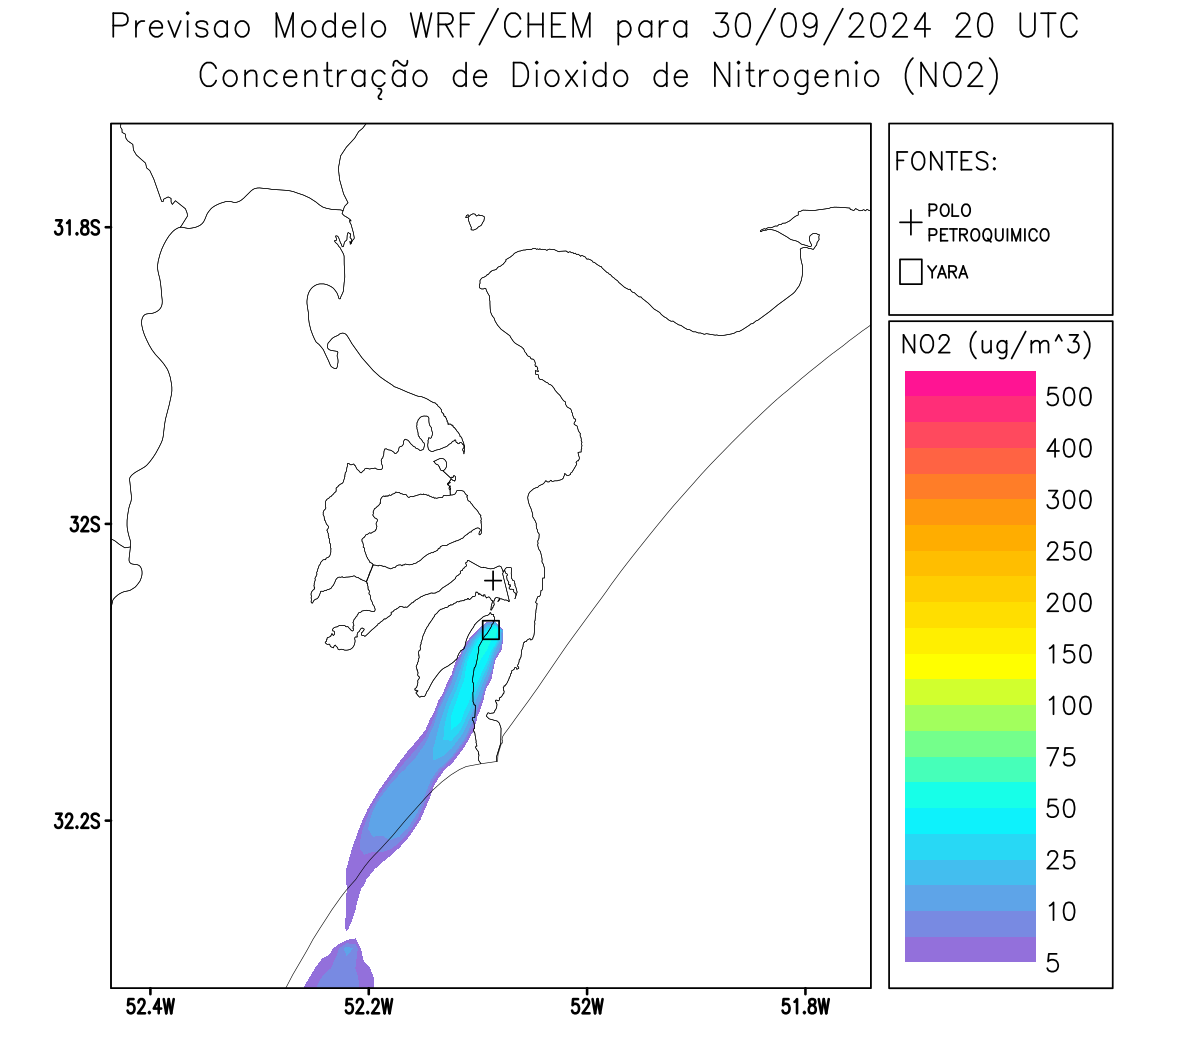 Previsao Modelo WRF/CHEM para 30/09/2024 20 UTC
Concentração de Dioxido de Nitrogenio (NO2)
FONTES:
POLO
PETROQUIMICO
YARA
NO2 (ug/m^3)
500
400
300
250
200
150
100
75
50
25
10
5
31.8S
32S
32.2S
52.4W
52.2W
52W
51.8W